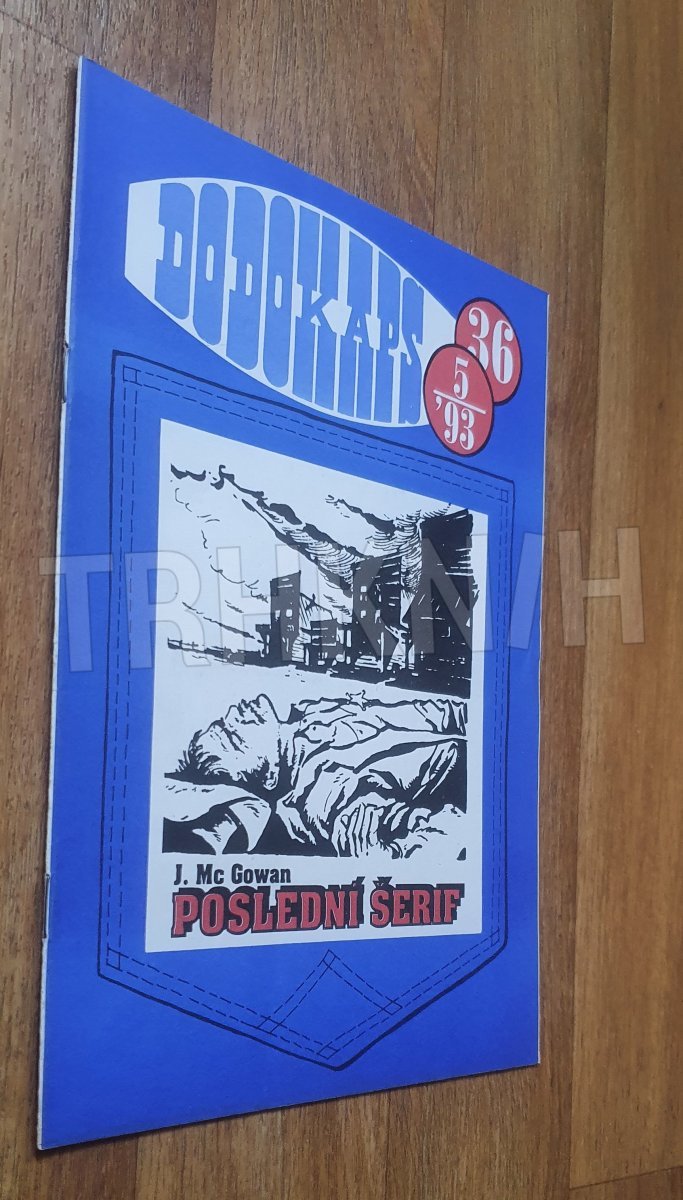 DODOKAPS
36
5
'93
TRHKNIH
J. Mc Gowan
POSLEDNÍ ŠERIF